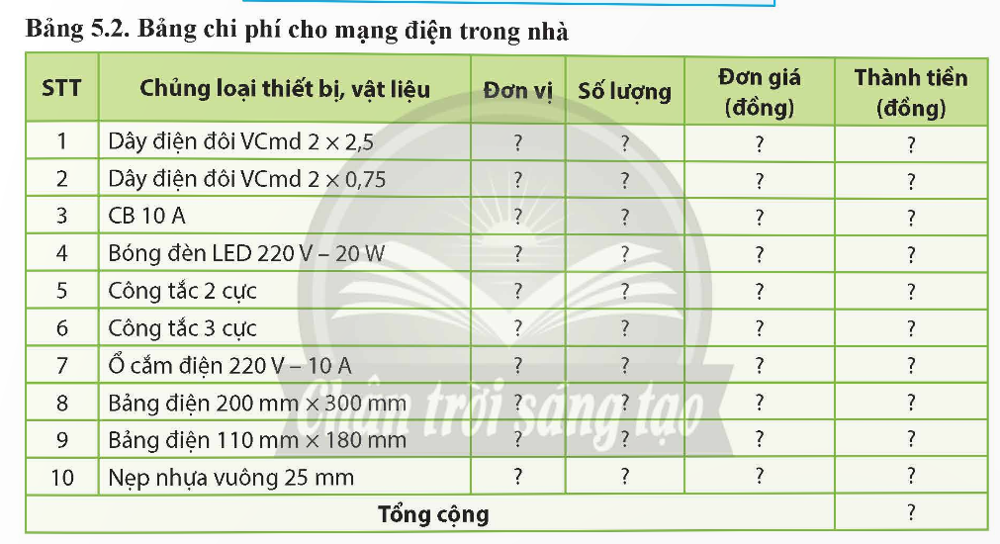 Bảng 5.2. Bảng chi phí cho mạng điện trong nhà
STT Chủng loại thiết bị, vật liệu Đơn vị Số lượng Đơn giá (đồng) Thành tiền (đồng)
1 Dây điện đôi VCmd 2 × 2,5 ? ? ? ?
2 Dây điện đôi VCmd 2 × 0,75 ? ? ? ?
3 CB 10 A ? ? ? ?
4 Bóng đèn LED 220 V – 20 W ? ? ? ?
5 Công tắc 2 cực ? ? ? ?
6 Công tắc 3 cực ? ? ? ?
7 Ổ cắm điện 220 V – 10 A ? ? ? ?
8 Bảng điện 200 mm × 300 mm ? ? ? ?
9 Bảng điện 110 mm × 180 mm ? ? ? ?
10 Nẹp nhựa vuông 25 mm ? ? ? ?
Tổng cộng ?
Chân trời sáng tạo